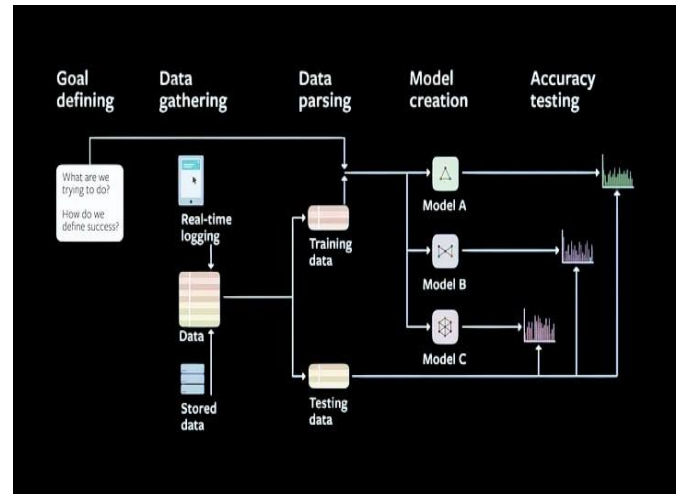 Goal
defining
Data
gathering
Data
parsing
Model
creation
Accuracy
testing
What are we
trying to do?
How do we
define success?
Real-time
logging
Data
Stored
data
Training
data
Testing
data
Model A
Model B
Model C